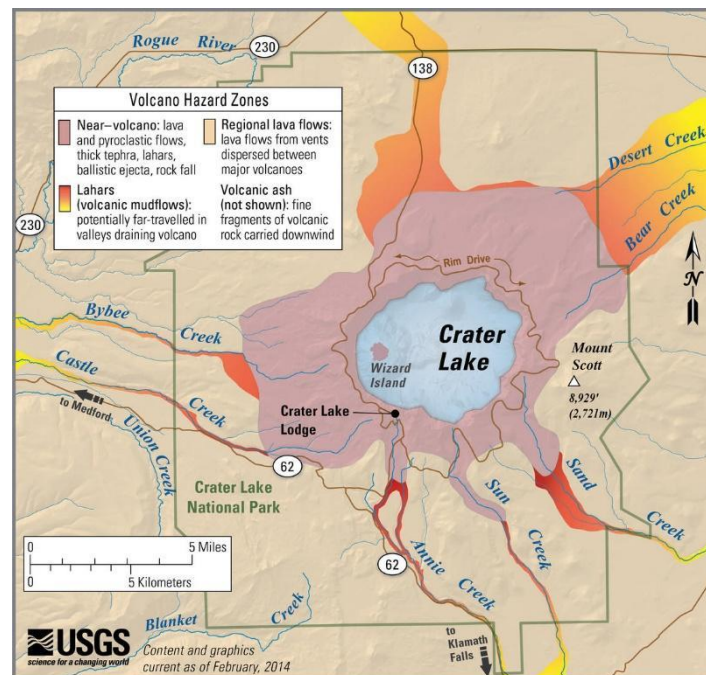 Rogue River
230
230
138
Volcano Hazard Zones
Near–volcano: lava
and pyroclastic flows,
thick tephra, lahars,
ballistic ejecta, rock fall
Regional lava flows:
lava flows from vents
dispersed between
major volcanoes
Lahars
(volcanic mudflows):
potentially far-travelled in
valleys draining volcano
Volcanic ash
(not shown): fine
fragments of volcanic
rock carried downwind
Desert Creek
Bear Creek
N
Rim Drive
Bybee Creek
Crater
Lake
Wizard
Island
Mount
Scott
8,929'
(2,721m)
Castle Creek
to Medford
Crater Lake
Lodge
Union Creek
62
Crater Lake
National Park
Sun Creek
Sand Creek
0 5 Miles
0 5 Kilometers
62
Annie Creek
Blanket Creek
to
Klamath
Falls
USGS
science for a changing world
Content and graphics
current as of February, 2014